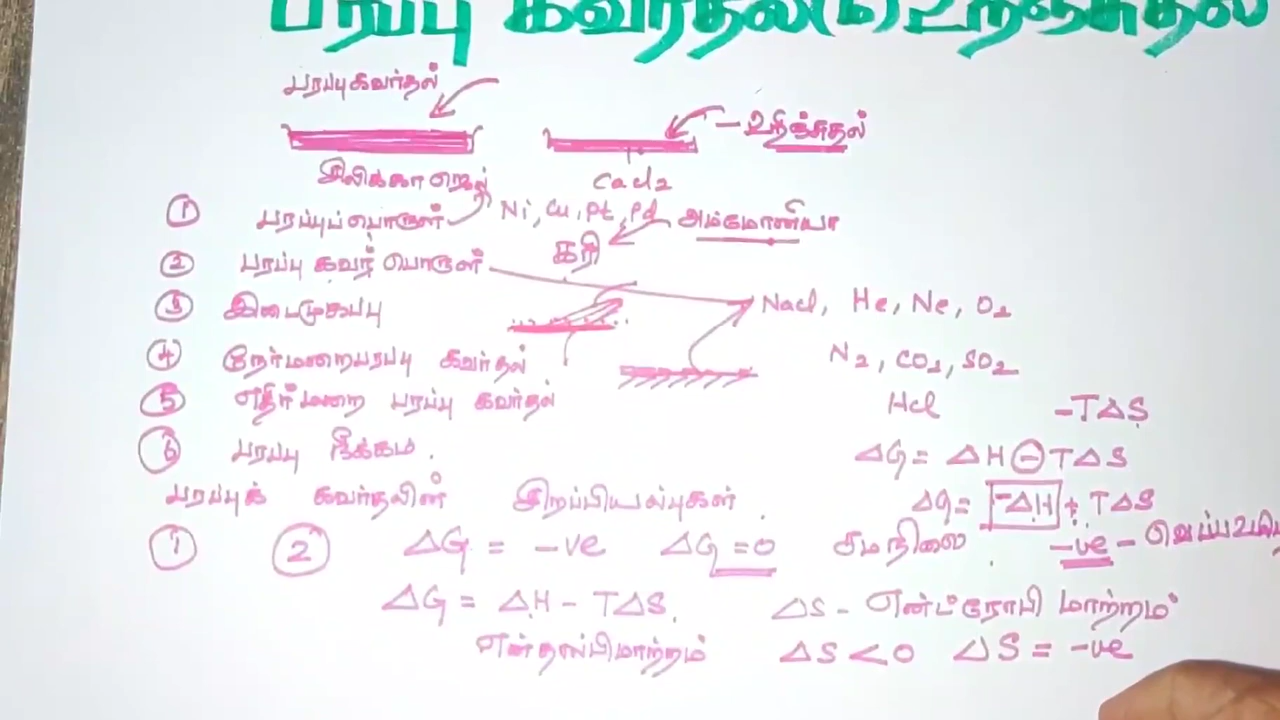 பரப்பு கவர்தல்(ம) உறிஞ்சுதல்
பரப்பு கவர்தல்
– உறிஞ்சுதல்
சிலிக்கா ஜெல்
CaCl2
① பரப்புப் பொருள் Ni, Cu, Pt, Pd அம்மோனியா
கரி
② பரப்பு கவர் பொருள் NaCl, He, Ne, O2
③ இடைமுகப்பு
N2, CO2, SO2
④ நேர்மறைபரப்பு கவர்தல்
⑤ எதிர்மறை பரப்பு கவர்தல்
HCl -TΔS
⑥ பரப்பு நீக்கம்.
ΔG = ΔH - TΔS
பரப்புக் கவர்தலின் சிறப்பியல்புகள்
ΔG = -ΔH + TΔS
① ② ΔG = -ve ΔG = 0 சமநிலை -ve –
ΔG = ΔH - TΔS ΔS - என்ட்ரோபி மாற்றம்
என்தல்பிமாற்றம் ΔS < 0 ΔS = -ve